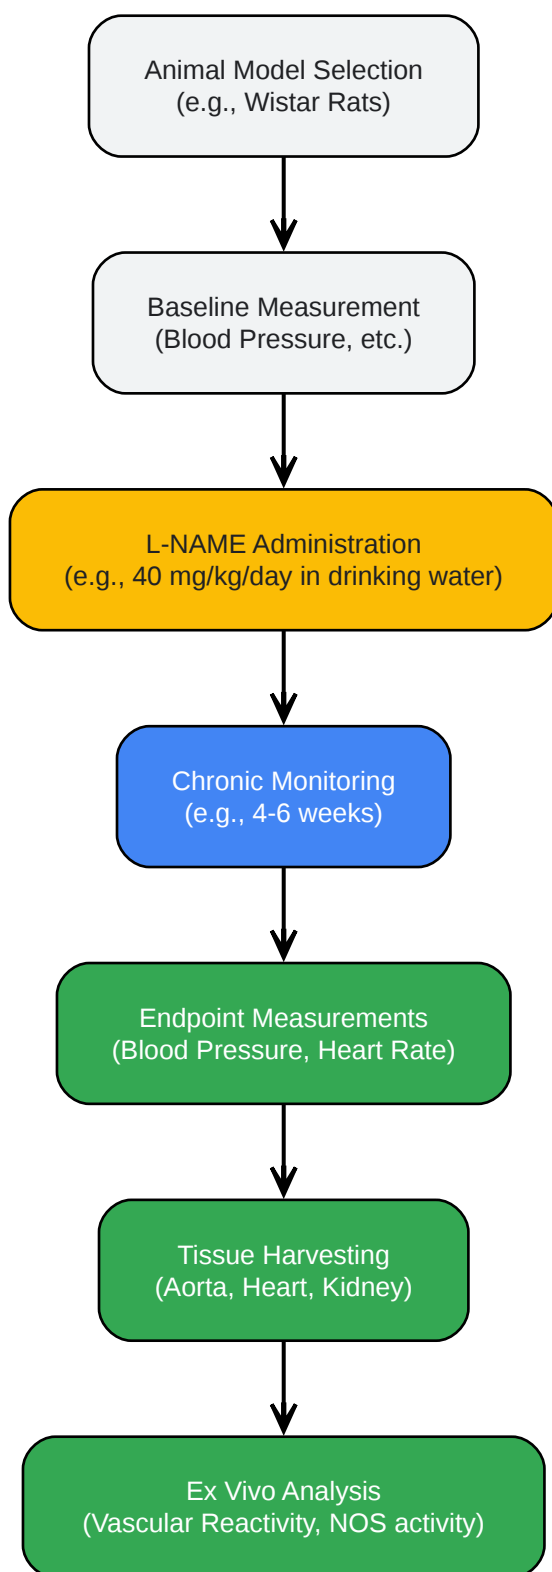 Animal Model Selection
(e.g., Wistar Rats)
Baseline Measurement
(Blood Pressure, etc.)
L-NAME Administration
(e.g., 40 mg/kg/day in drinking water)
Chronic Monitoring
(e.g., 4-6 weeks)
Endpoint Measurements
(Blood Pressure, Heart Rate)
Tissue Harvesting
(Aorta, Heart, Kidney)
Ex Vivo Analysis
(Vascular Reactivity, NOS activity)